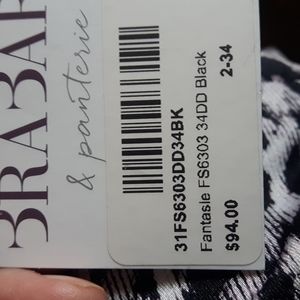 BRABAR
& panterie
31FS6303DD34BK
Fantasie FS6303 34DD Black
2-34
$94.00